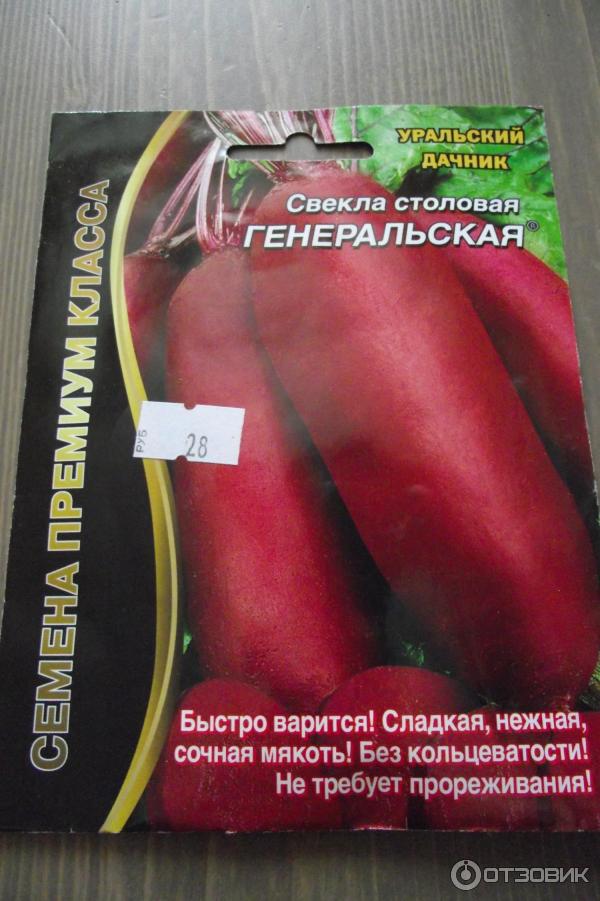 УРАЛЬСКИЙ
ДАЧНИК
Свекла столовая
ГЕНЕРАЛЬСКАЯ®
СЕМЕНА ПРЕМИУМ КЛАССА
РУБ
28
Быстро варится! Сладкая, нежная,
сочная мякоть! Без кольцеватости!
Не требует прореживания!
ОТЗОВИК